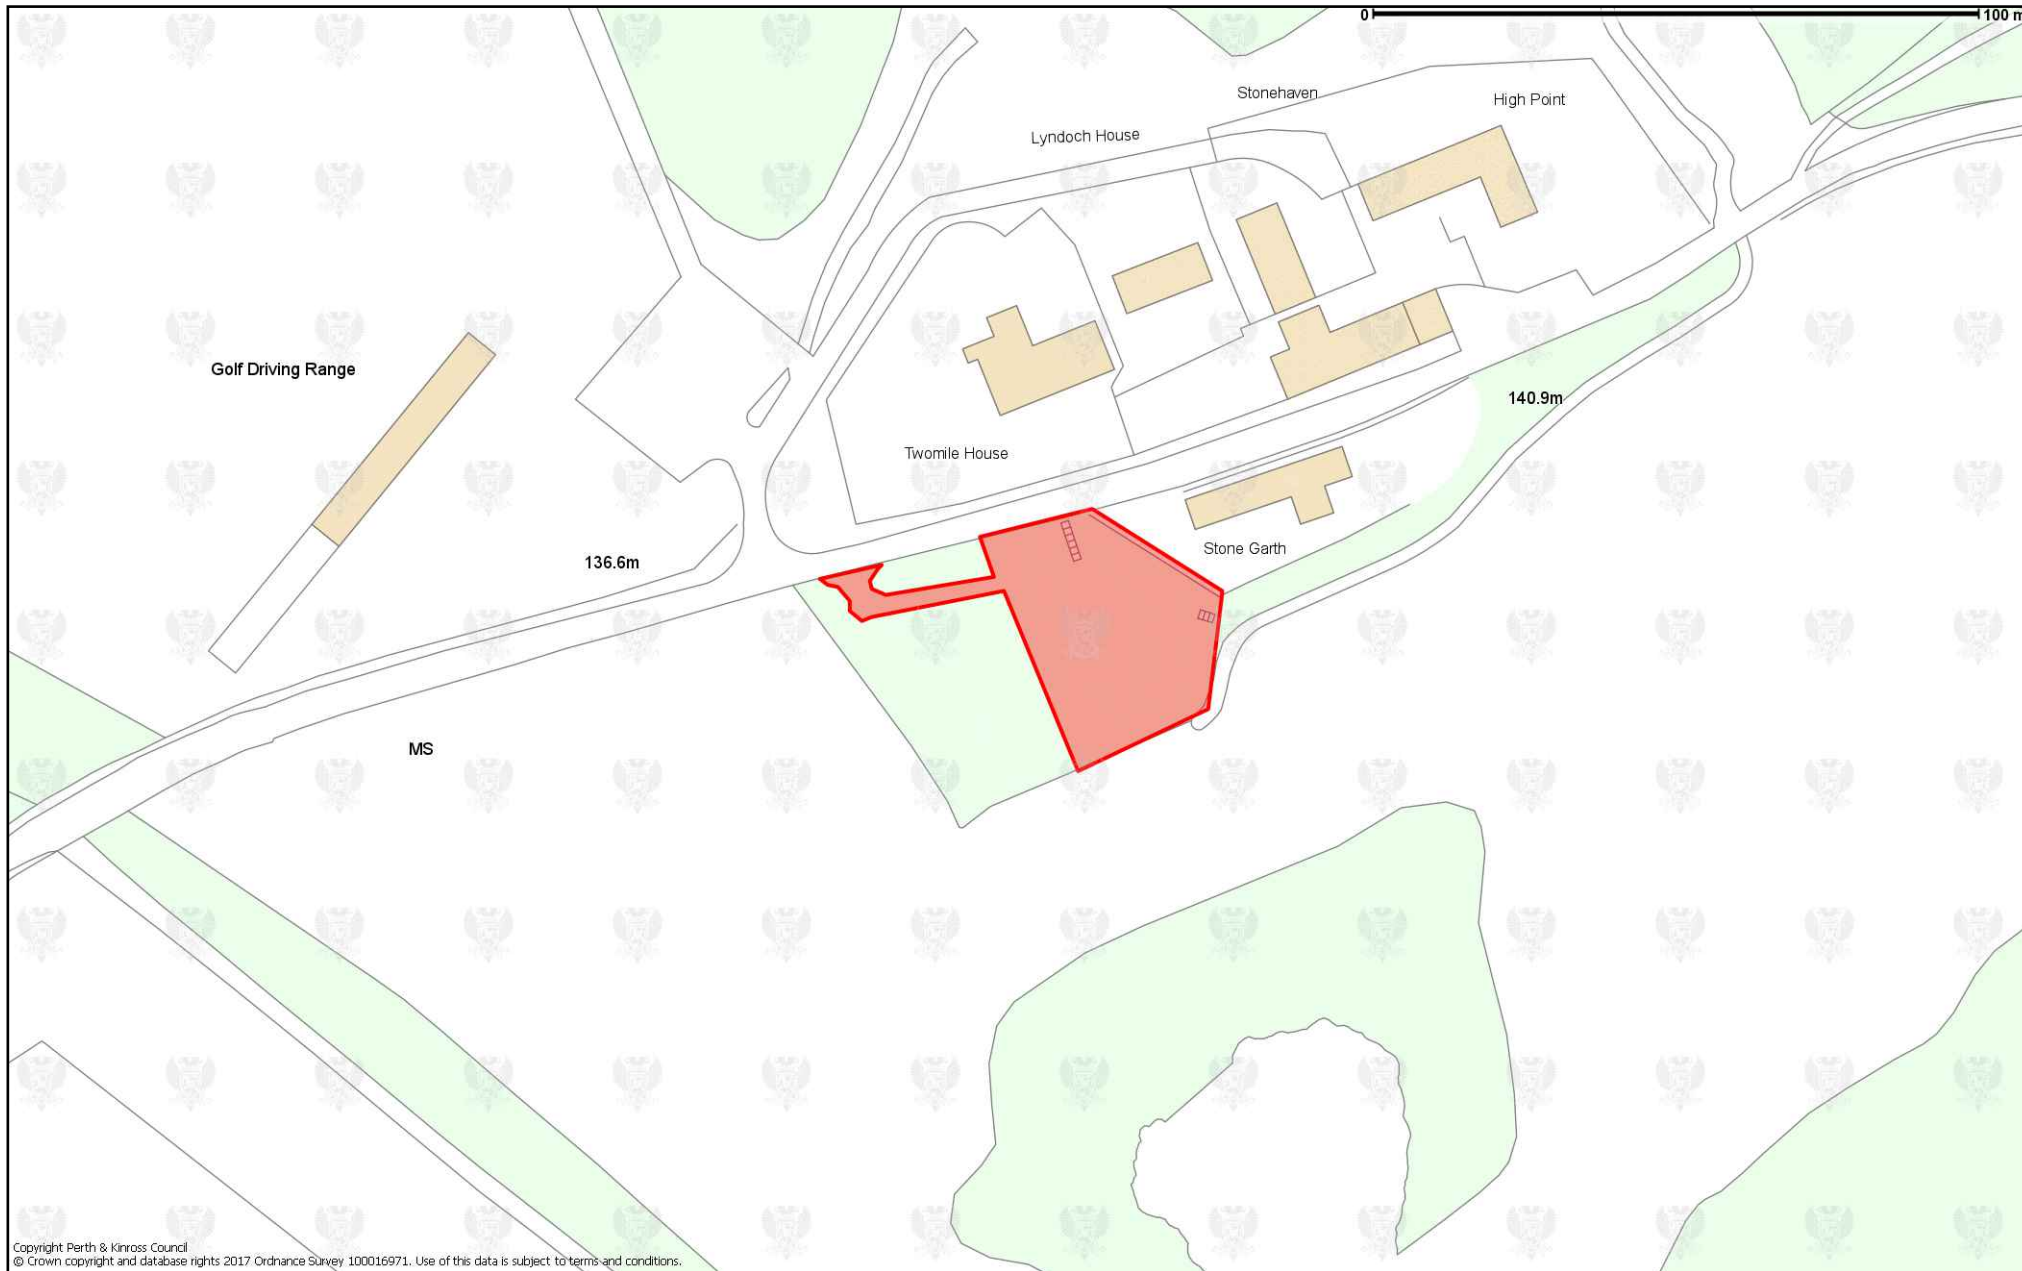 0 100 m
Stonehaven
High Point
Lyndoch House
Golf Driving Range
140.9m
Twomile House
Stone Garth
136.6m
MS
Copyright Perth & Kinross Council
© Crown copyright and database rights 2017 Ordnance Survey 100016971. Use of this data is subject to terms and conditions.